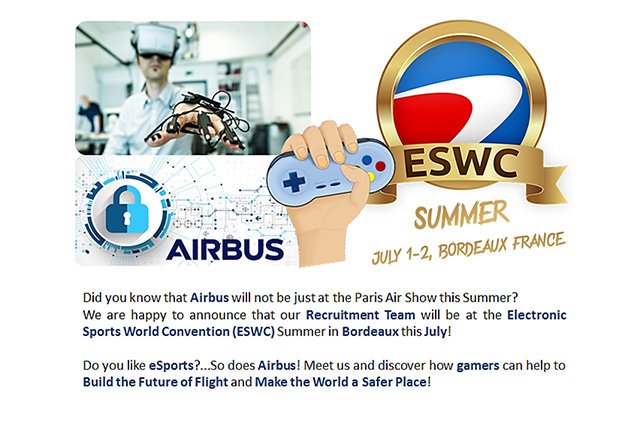 ESWC
SUMMER
JULY 1-2, BORDEAUX FRANCE
AIRBUS
Did you know that Airbus will not be just at the Paris Air Show this Summer?
We are happy to announce that our Recruitment Team will be at the Electronic
Sports World Convention (ESWC) Summer in Bordeaux this July!
Do you like eSports?...So does Airbus! Meet us and discover how gamers can help to
Build the Future of Flight and Make the World a Safer Place!